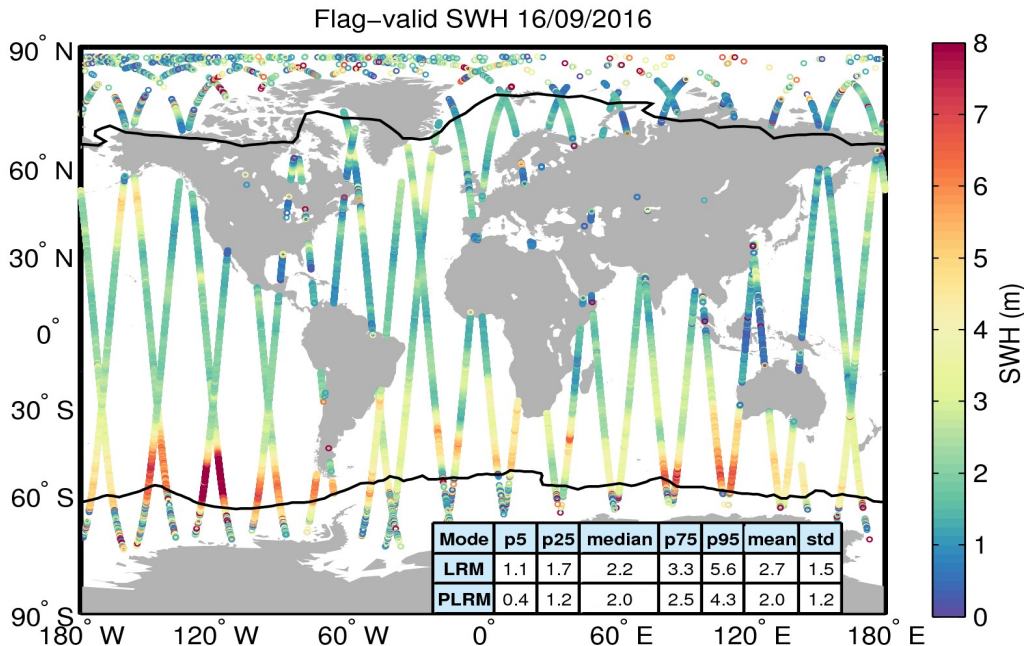 Flag−valid SWH 16/09/2016
90° N
60° N
30° N
0°
30° S
60° S
90° S
180° W
120° W
60° W
0°
60° E
120° E
180° E
8
7
6
5
4
3
2
1
0
SWH (m)
Mode p5 p25 median p75 p95 mean std
LRM 1.1 1.7 2.2 3.3 5.6 2.7 1.5
PLRM 0.4 1.2 2.0 2.5 4.3 2.0 1.2